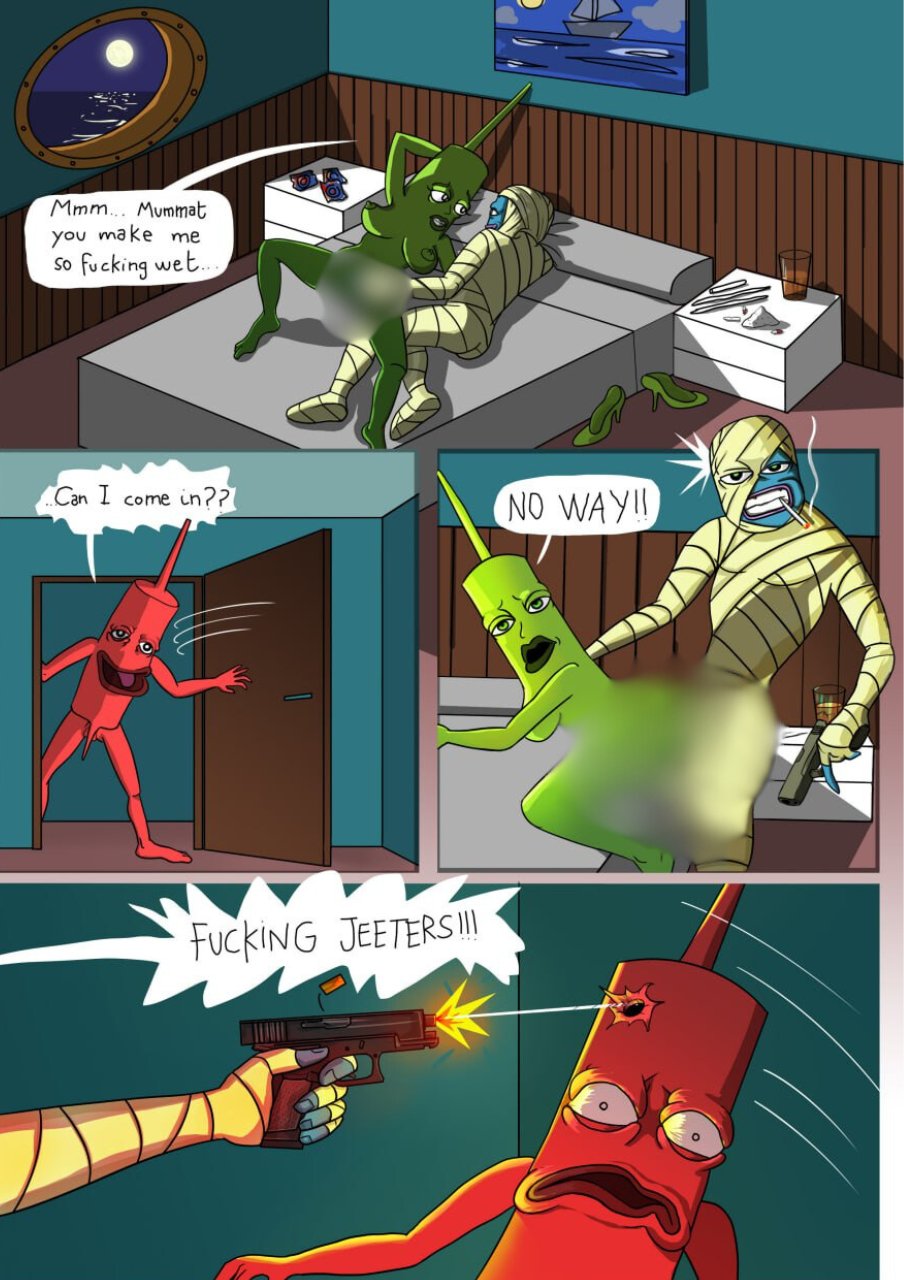 Mmm... Mummat
you make me
so fucking wet...
...Can I come in??
NO WAY!!
FUCKING JEETERS!!!